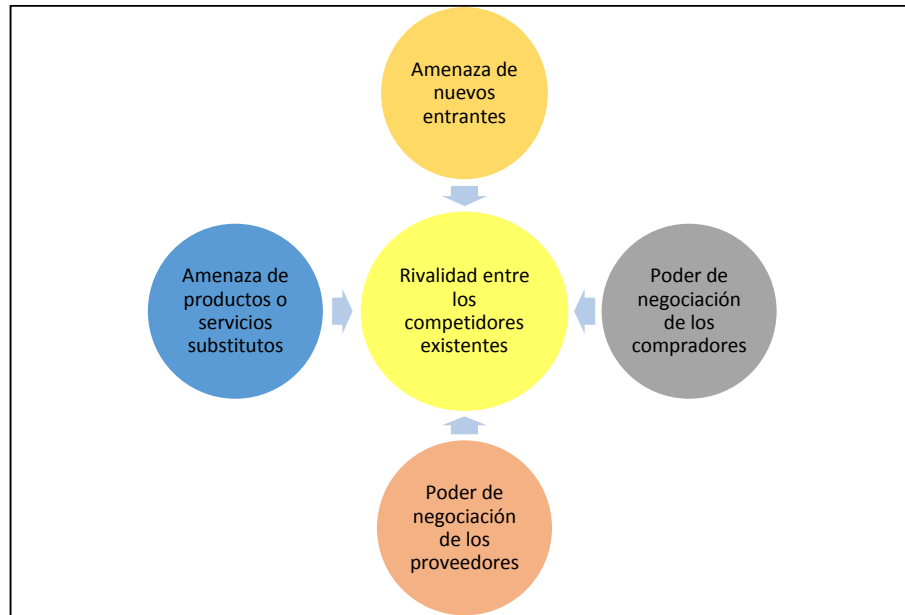 Amenaza de
nuevos
entrantes
Amenaza de
productos o
servicios
substitutos
Rivalidad entre
los
competidores
existentes
Poder de
negociación
de los
compradores
Poder de
negociación
de los
proveedores